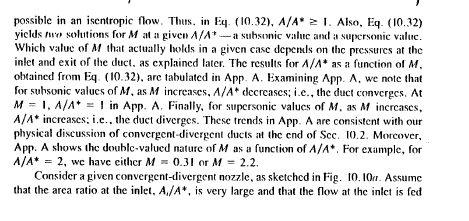 possible in an isentropic flow. Thus, in Eq. (10.32), A/A* ≥ 1. Also, Eq. (10.32)
yields two solutions for M at a given A/A*—a subsonic value and a supersonic value.
Which value of M that actually holds in a given case depends on the pressures at the
inlet and exit of the duct, as explained later. The results for A/A* as a function of M,
obtained from Eq. (10.32), are tabulated in App. A. Examining App. A, we note that
for subsonic values of M, as M increases, A/A* decreases; i.e., the duct converges. At
M = 1, A/A* = 1 in App. A. Finally, for supersonic values of M, as M increases,
A/A* increases; i.e., the duct diverges. These trends in App. A are consistent with our
physical discussion of convergent-divergent ducts at the end of Sec. 10.2. Moreover,
App. A shows the double-valued nature of M as a function of A/A*. For example, for
A/A* = 2, we have either M = 0.31 or M = 2.2.
Consider a given convergent-divergent nozzle, as sketched in Fig. 10.10a. Assume
that the area ratio at the inlet, Aᵢ/A*, is very large and that the flow at the inlet is fed